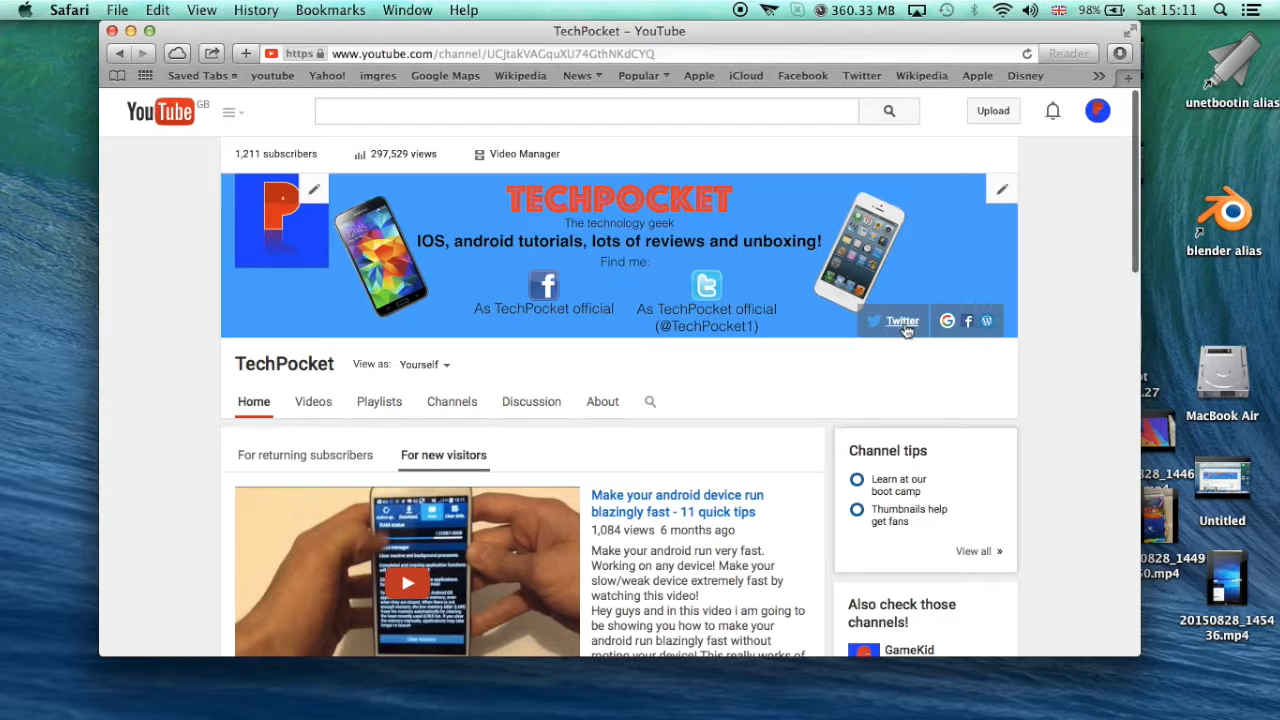 Safari File Edit View History Bookmarks Window Help 360.33 MB 98% Sat 15:11
TechPocket – YouTube
https www.youtube.com/channel/UCjtakVAGquXU74GthNKdCYQ Reader
Saved Tabs youtube Yahoo! imgres Google Maps Wikipedia News Popular Apple iCloud Facebook Twitter Wikipedia Apple Disney »
YouTube GB Upload
1,211 subscribers 297,529 views Video Manager
TECHPOCKET
The technology geek
IOS, android tutorials, lots of reviews and unboxing!
Find me:
As TechPocket official As TechPocket official
(@TechPocket1)
Twitter
TechPocket View as: Yourself
Home Videos Playlists Channels Discussion About
For returning subscribers For new visitors
Make your android device run
blazingly fast - 11 quick tips
1,084 views 6 months ago
Make your android run very fast.
Working on any device! Make your
slow/weak device extremely fast by
watching this video!
Hey guys and in this video i am going to
be showing you how to make your
android run blazingly fast without
rooting your device! This really works of
Channel tips
Learn at our
boot camp
Thumbnails help
get fans
View all »
Also check those
channels!
GameKid
unetbootin alias
blender alias
MacBook Air
Untitled
20150828_1454
36.mp4